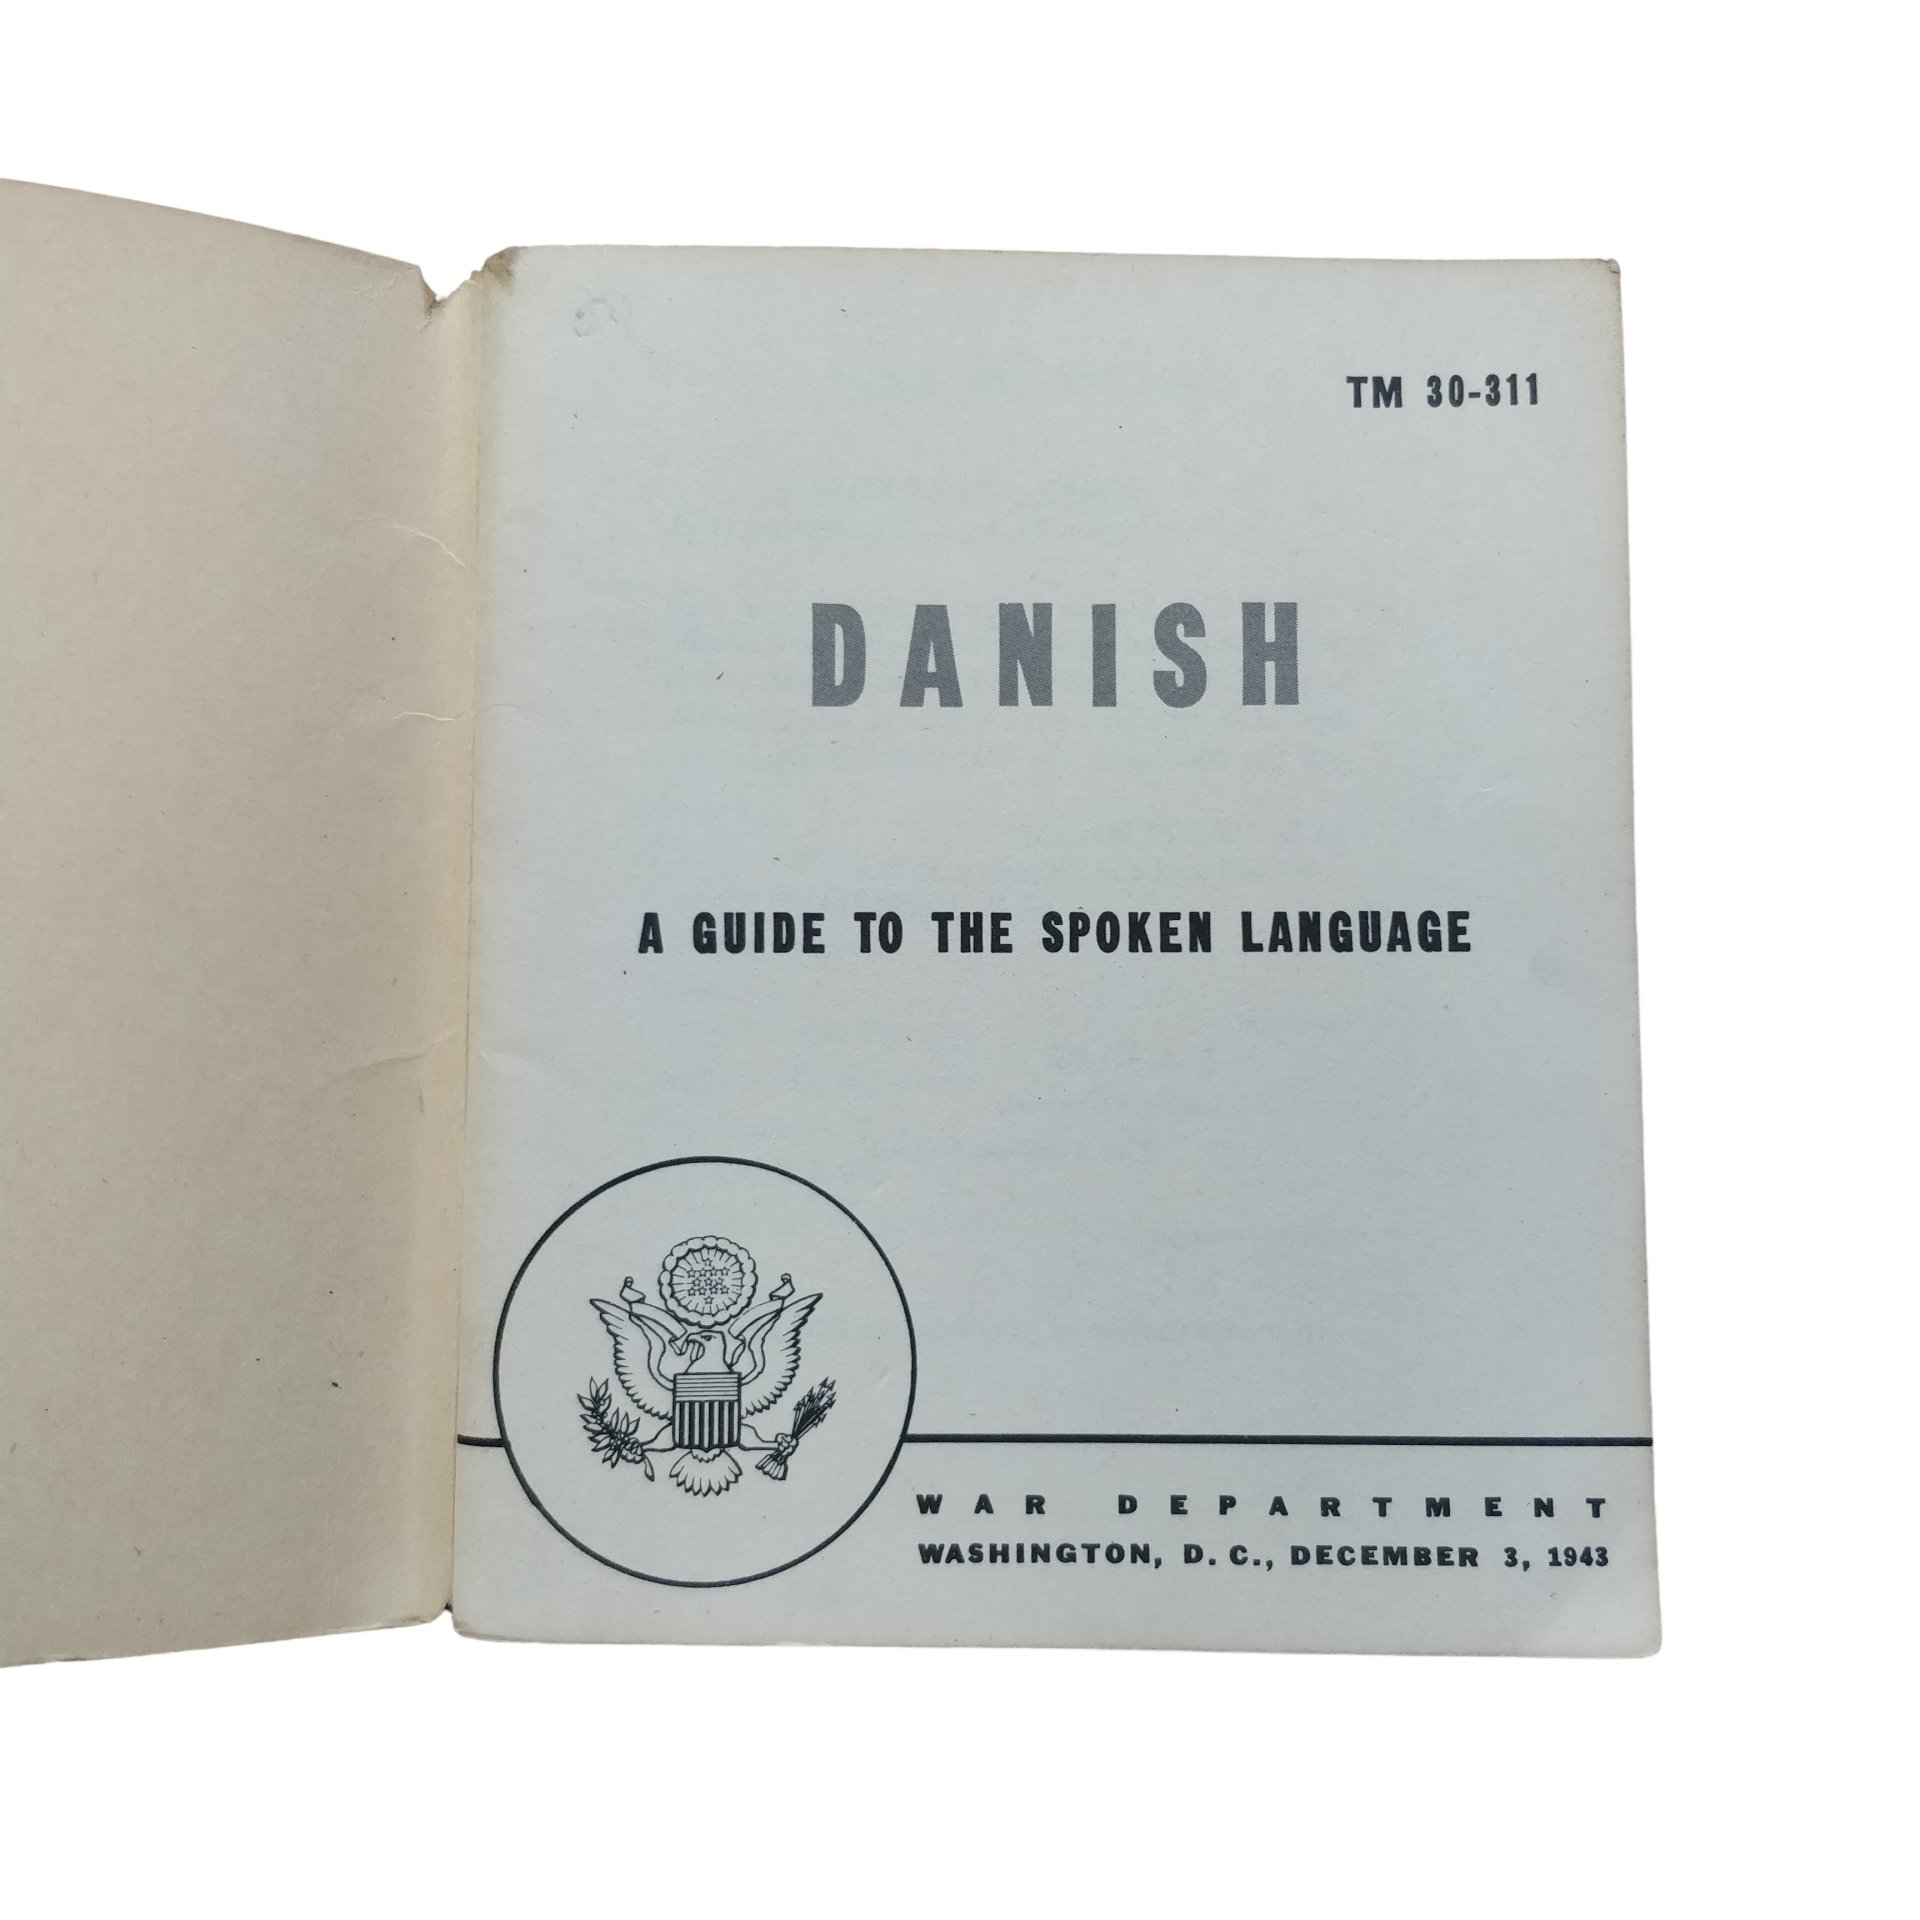 TM 30-311
DANISH
A GUIDE TO THE SPOKEN LANGUAGE
WAR DEPARTMENT
WASHINGTON, D. C., DECEMBER 3, 1943